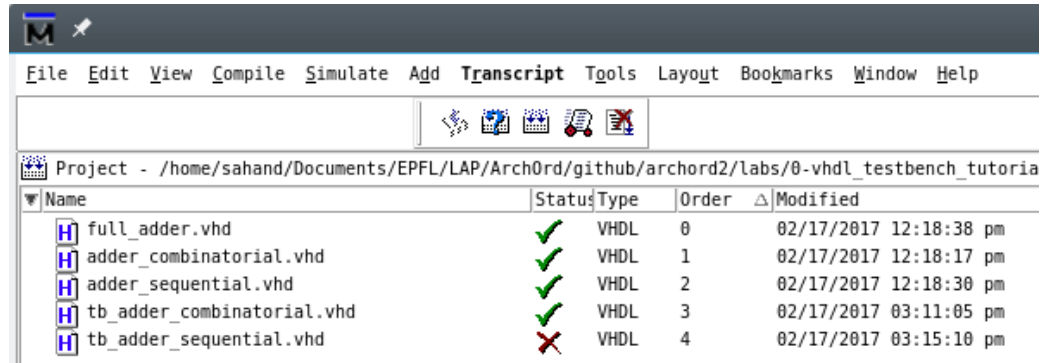 M
File Edit View Compile Simulate Add Transcript Tools Layout Bookmarks Window Help
Project - /home/sahand/Documents/EPFL/LAP/ArchOrd/github/archord2/labs/0-vhdl_testbench_tutoria
Name Status Type Order Modified
full_adder.vhd VHDL 0 02/17/2017 12:18:38 pm
adder_combinatorial.vhd VHDL 1 02/17/2017 12:18:17 pm
adder_sequential.vhd VHDL 2 02/17/2017 12:18:30 pm
tb_adder_combinatorial.vhd VHDL 3 02/17/2017 03:11:05 pm
tb_adder_sequential.vhd VHDL 4 02/17/2017 03:15:10 pm